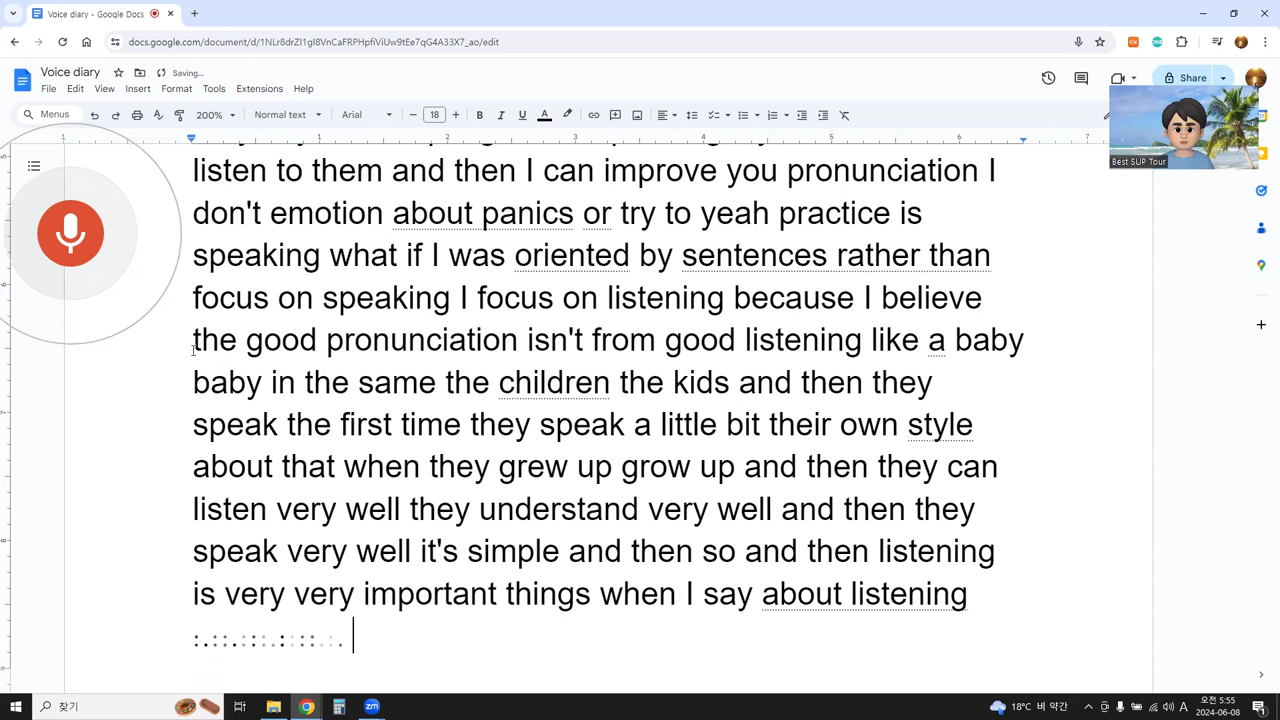 Voice diary - Google Docs
docs.google.com/document/d/1NLr8drZI1gI8VnCaFRPHpfiViUw9tEe7qG4A33X7_ao/edit
Voice diary Saving...
File Edit View Insert Format Tools Extensions Help
Share
Menus 200% Normal text Arial 18 B I U A
Best SUP Tour
1 1 2 3 4 5 6 7
listen to them and then I can improve you pronunciation I
don't emotion about panics or try to yeah practice is
speaking what if I was oriented by sentences rather than
focus on speaking I focus on listening because I believe
the good pronunciation isn't from good listening like a baby
baby in the same the children the kids and then they
speak the first time they speak a little bit their own style
about that when they grew up grow up and then they can
listen very well they understand very well and then they
speak very well it's simple and then so and then listening
is very very important things when I say about listening
찾기
18°C 비 약간 A 오전 5:55
2024-06-08